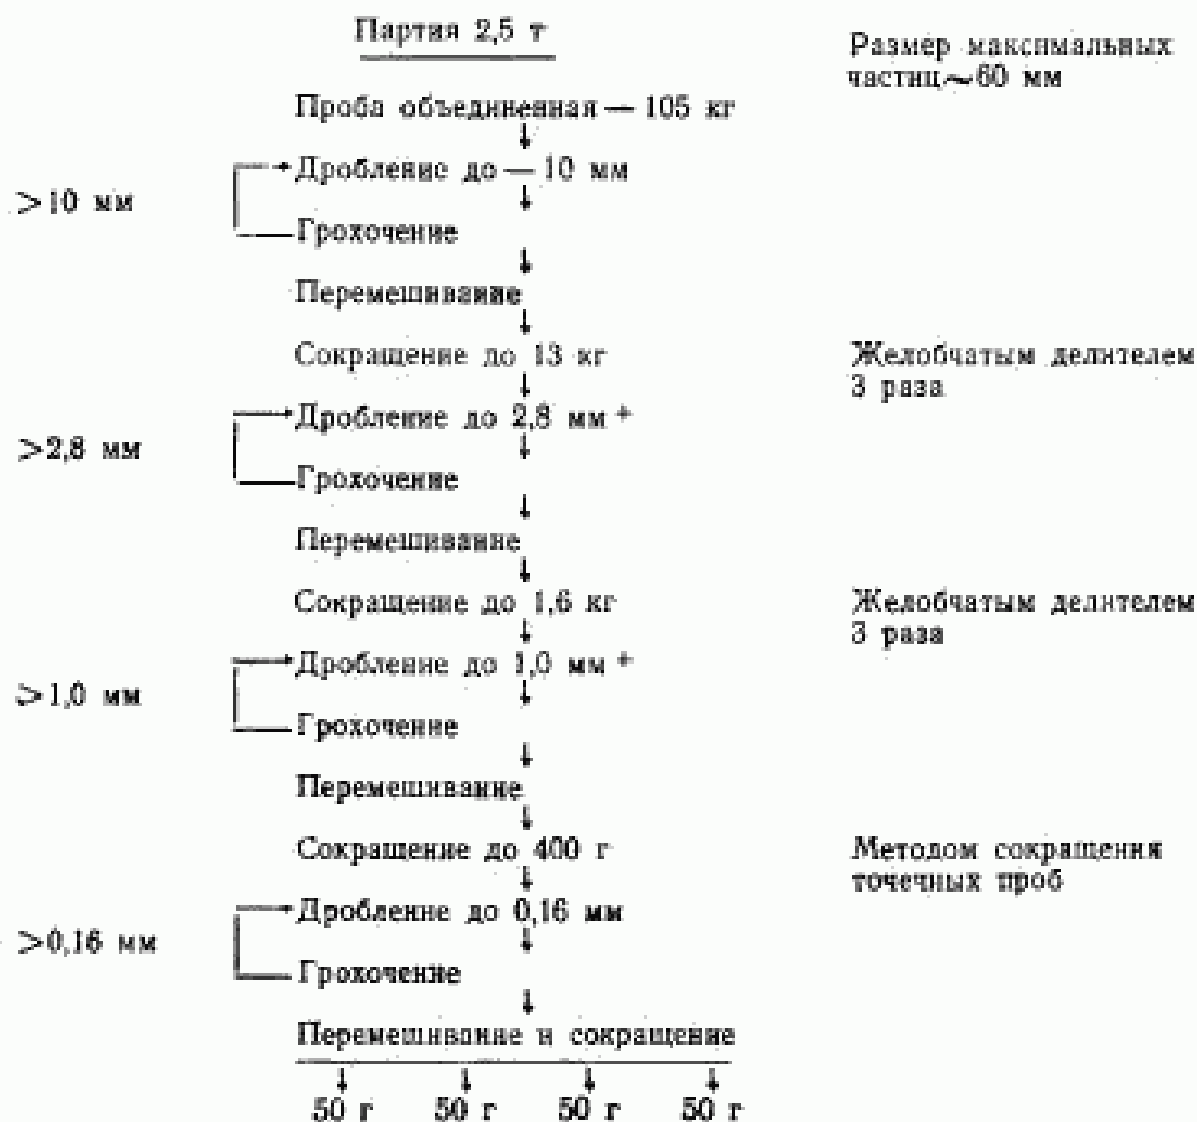 Партия 2,5 т
Размер максимальных
частиц~60 мм
Проба объединенная — 105 кг
Дробление до — 10 мм
>10 мм
Грохочение
Перемешивание
Сокращение до 13 кг
Желобчатым делителем
3 раза
Дробление до 2,8 мм +
>2,8 мм
Грохочение
Перемешивание
Сокращение до 1,6 кг
Желобчатым делителем
3 раза
Дробление до 1,0 мм +
>1,0 мм
Грохочение
Перемешивание
Сокращение до 400 г
Методом сокращения
точечных проб
Дробление до 0,16 мм
>0,16 мм
Грохочение
Перемешивание и сокращение
50 г 50 г 50 г 50 г